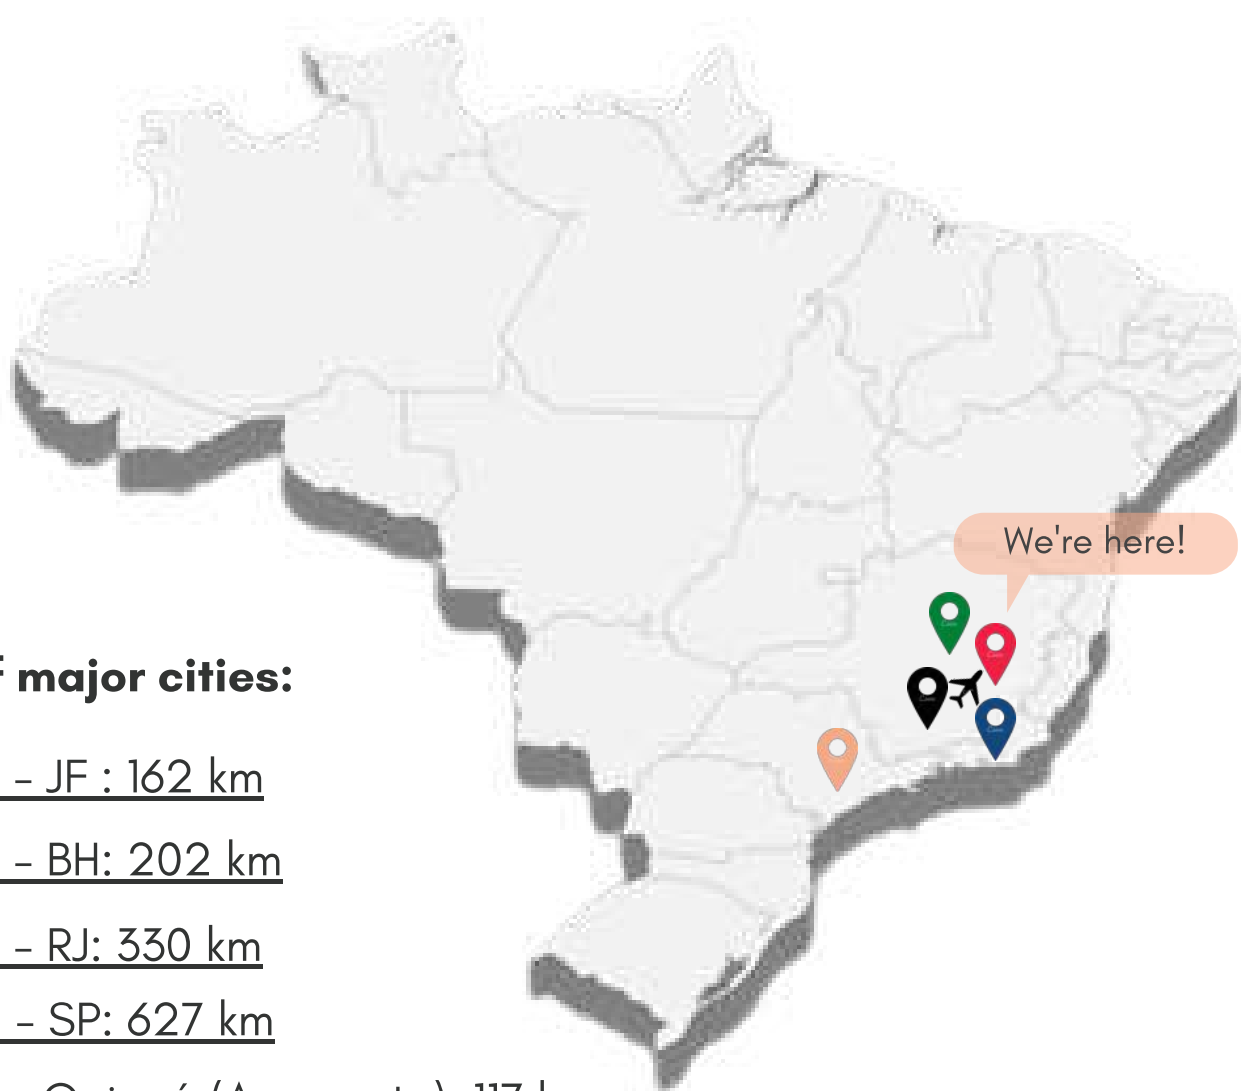 We're here!
major cities:
- JF : 162 km
- BH: 202 km
- RJ: 330 km
- SP: 627 km